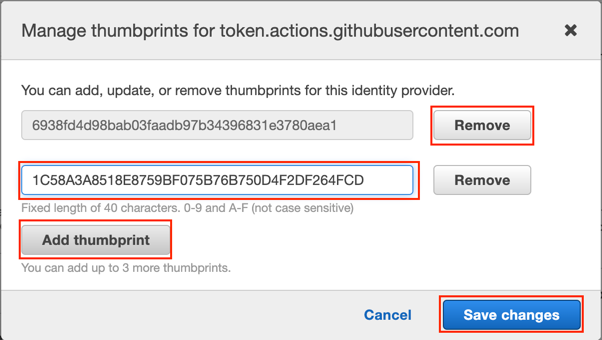 Manage thumbprints for token.actions.githubusercontent.com
You can add, update, or remove thumbprints for this identity provider.
6938fd4d98bab03faadb97b34396831e3780aea1 Remove
1C58A3A8518E8759BF075B76B750D4F2DF264FCD Remove
Fixed length of 40 characters. 0-9 and A-F (not case sensitive)
Add thumbprint
You can add up to 3 more thumbprints.
Cancel Save changes